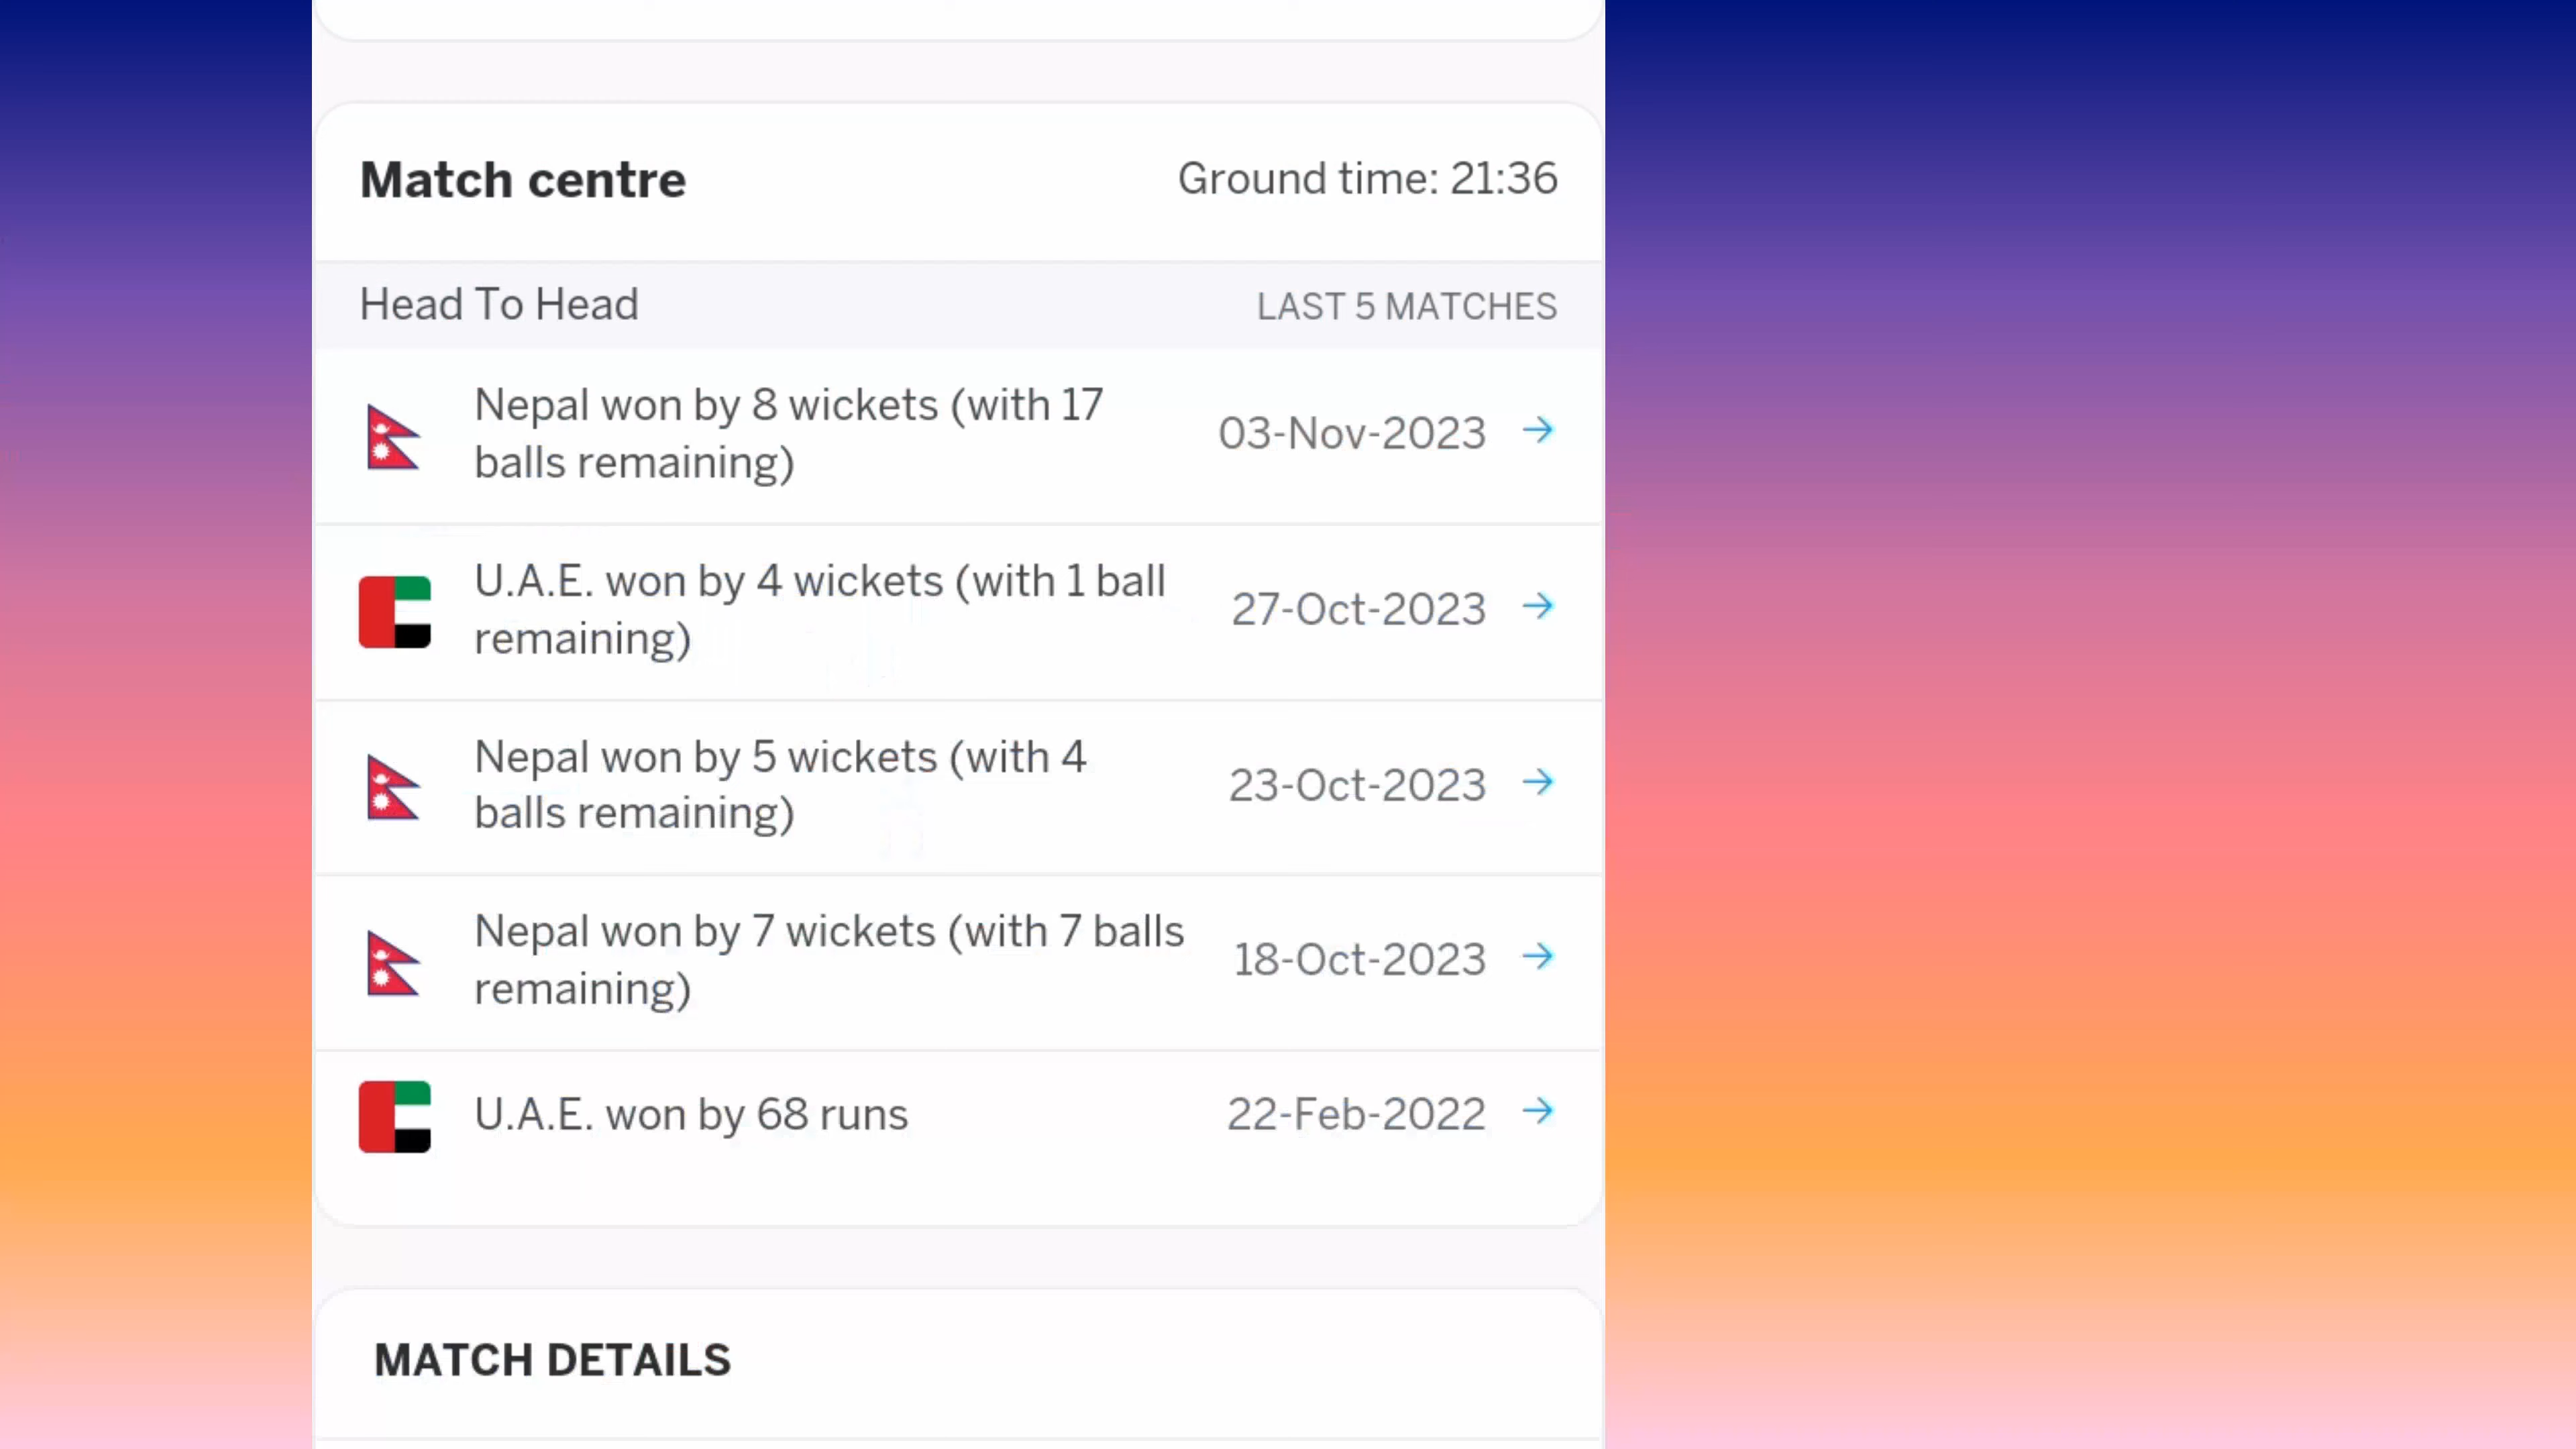 Match centre
Ground time: 21:36
Head To Head
LAST 5 MATCHES
Nepal won by 8 wickets (with 17
balls remaining)
03-Nov-2023
U.A.E. won by 4 wickets (with 1 ball
remaining)
27-Oct-2023
Nepal won by 5 wickets (with 4
balls remaining)
23-Oct-2023
Nepal won by 7 wickets (with 7 balls
remaining)
18-Oct-2023
U.A.E. won by 68 runs
22-Feb-2022
MATCH DETAILS